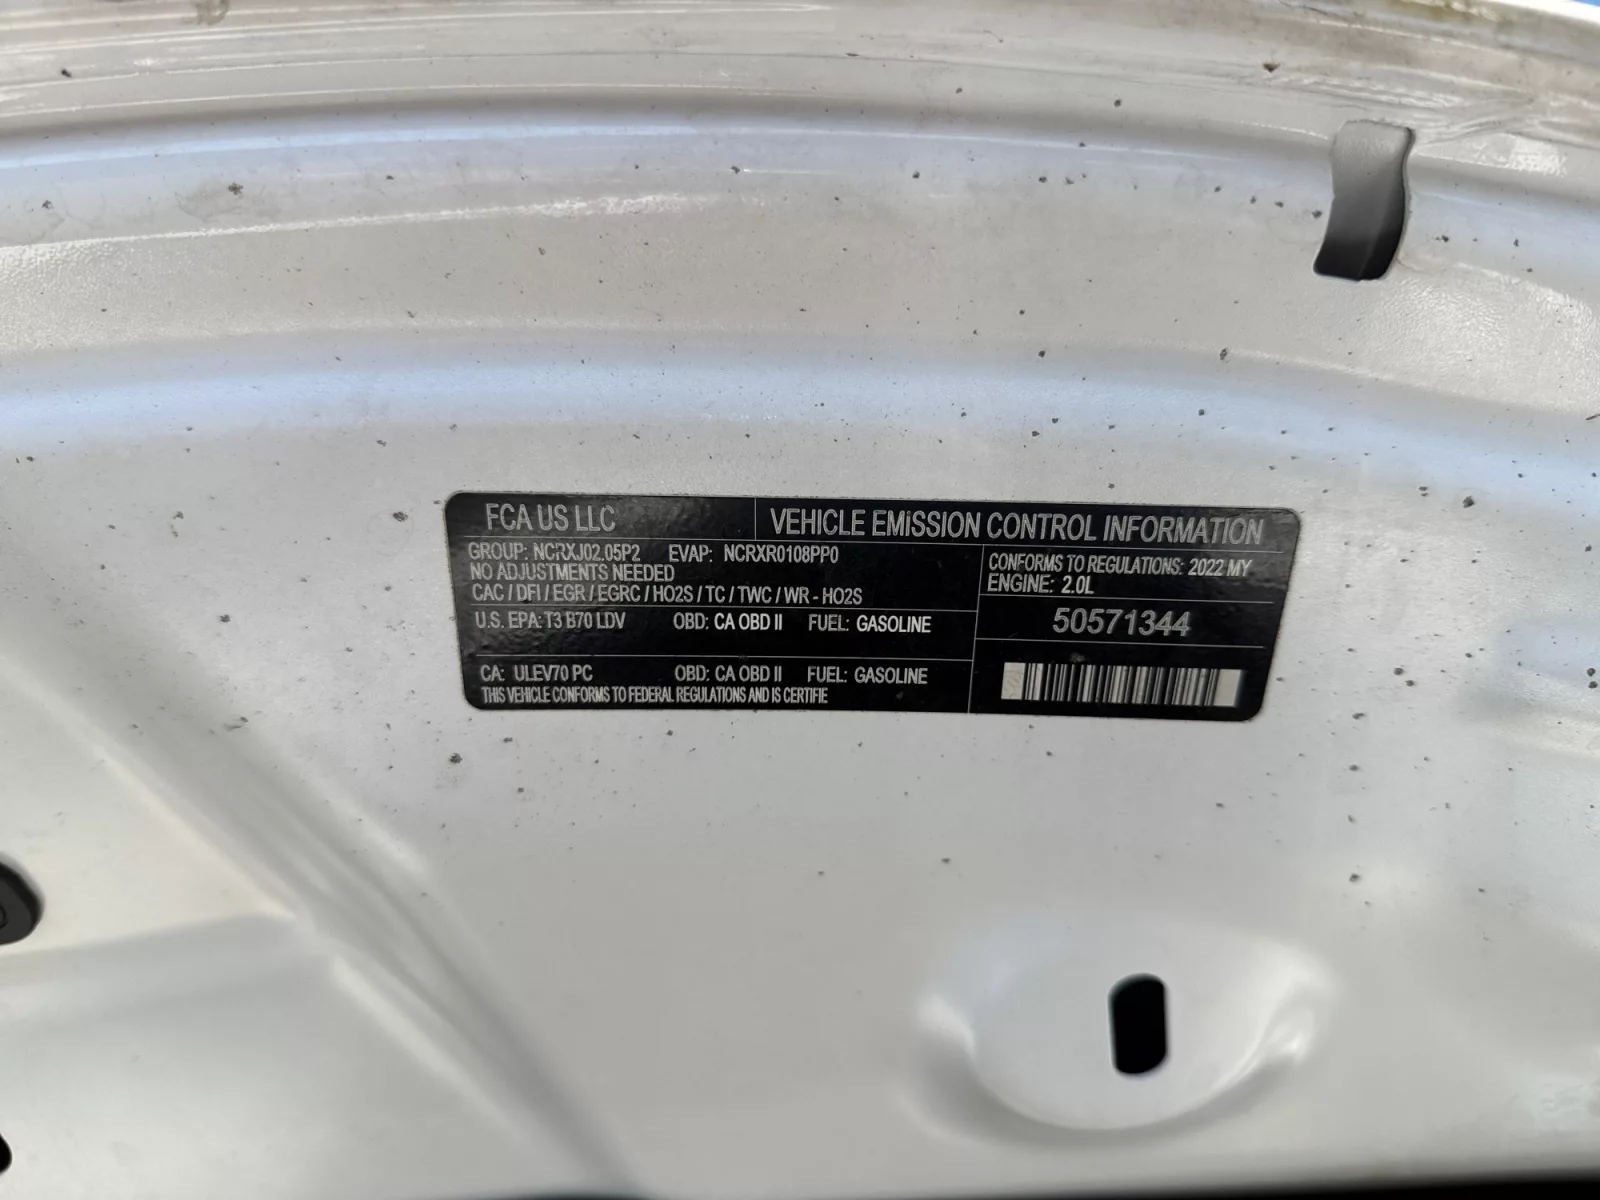 FCA US LLC
VEHICLE EMISSION CONTROL INFORMATION
GROUP: NCRXJ02.05P2 EVAP: NCRXR0108PP0
NO ADJUSTMENTS NEEDED
CAC / DFI / EGR / EGRC / HO2S / TC / TWC / WR - HO2S
CONFORMS TO REGULATIONS: 2022 MY
ENGINE: 2.0L
50571344
U.S. EPA: T3 B70 LDV OBD: CA OBD II FUEL: GASOLINE
CA: ULEV70 PC OBD: CA OBD II FUEL: GASOLINE
THIS VEHICLE CONFORMS TO FEDERAL REGULATIONS AND IS CERTIFIE